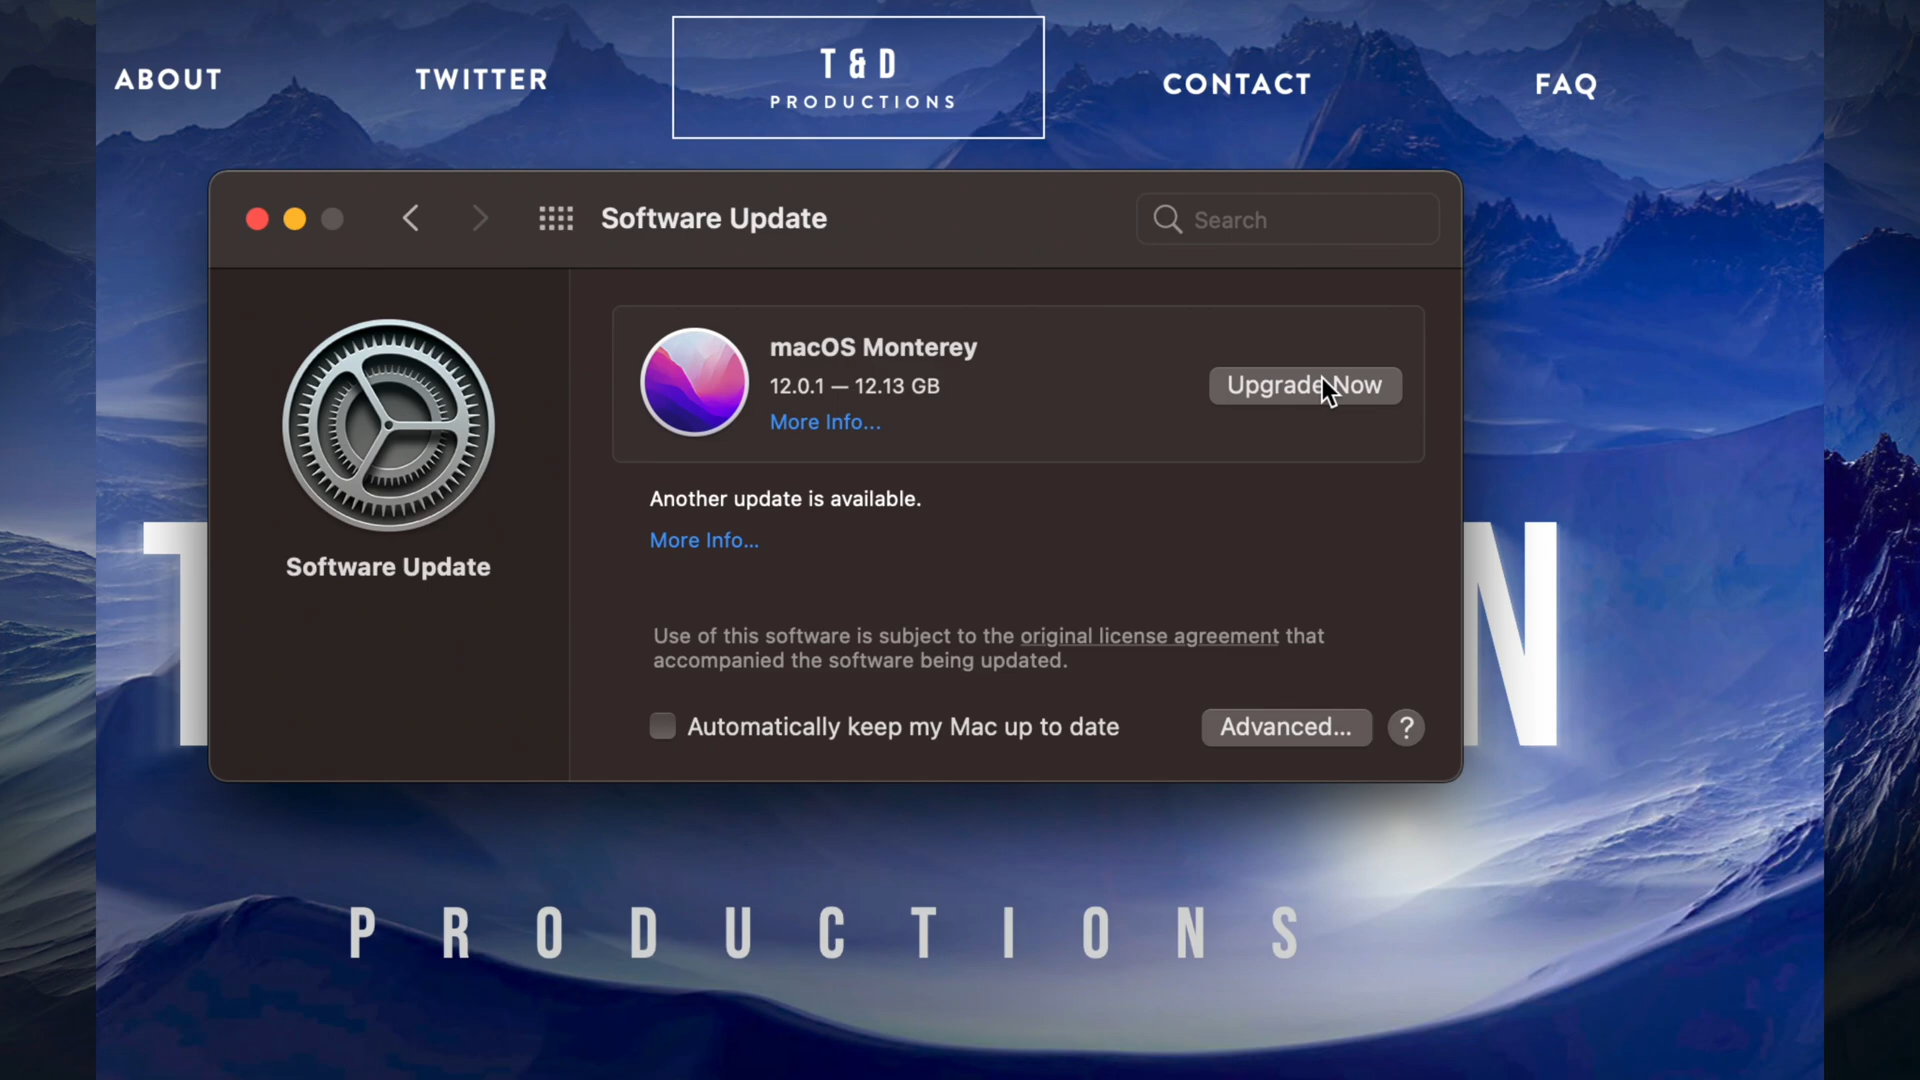 ABOUT
TWITTER
T & D
PRODUCTIONS
CONTACT
FAQ
Software Update
Search
macOS Monterey
12.0.1 — 12.13 GB
More Info...
Upgrade Now
Another update is available.
More Info...
Software Update
Use of this software is subject to the original license agreement that
accompanied the software being updated.
Automatically keep my Mac up to date
Advanced...
?
T
N
PRODUCTIONS